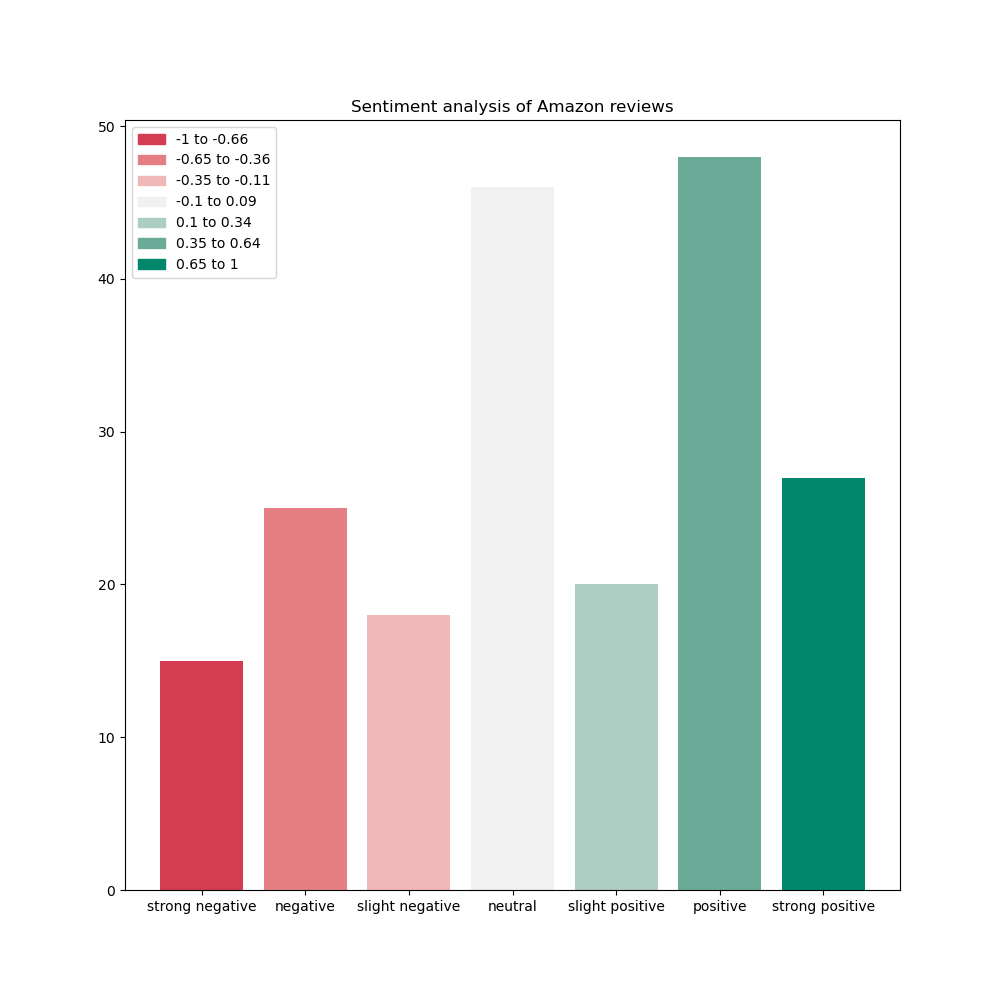 Sentiment analysis of Amazon reviews
50
40
30
20
10
0
-1 to -0.66
-0.65 to -0.36
-0.35 to -0.11
-0.1 to 0.09
0.1 to 0.34
0.35 to 0.64
0.65 to 1
strong negative
negative
slight negative
neutral
slight positive
positive
strong positive